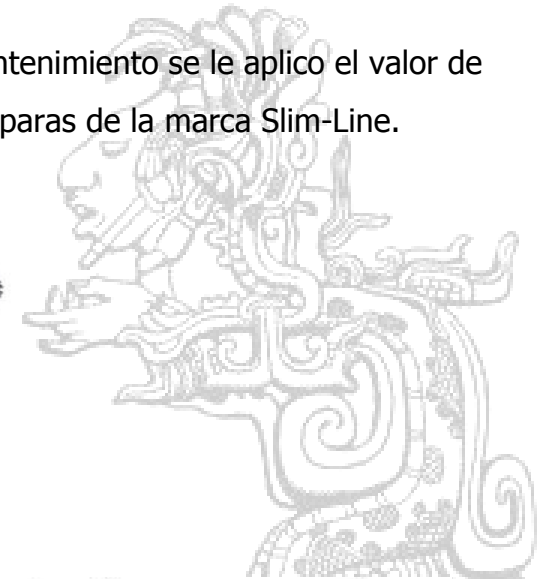 ntenimiento se le aplico el valor de
paras de la marca Slim-Line.